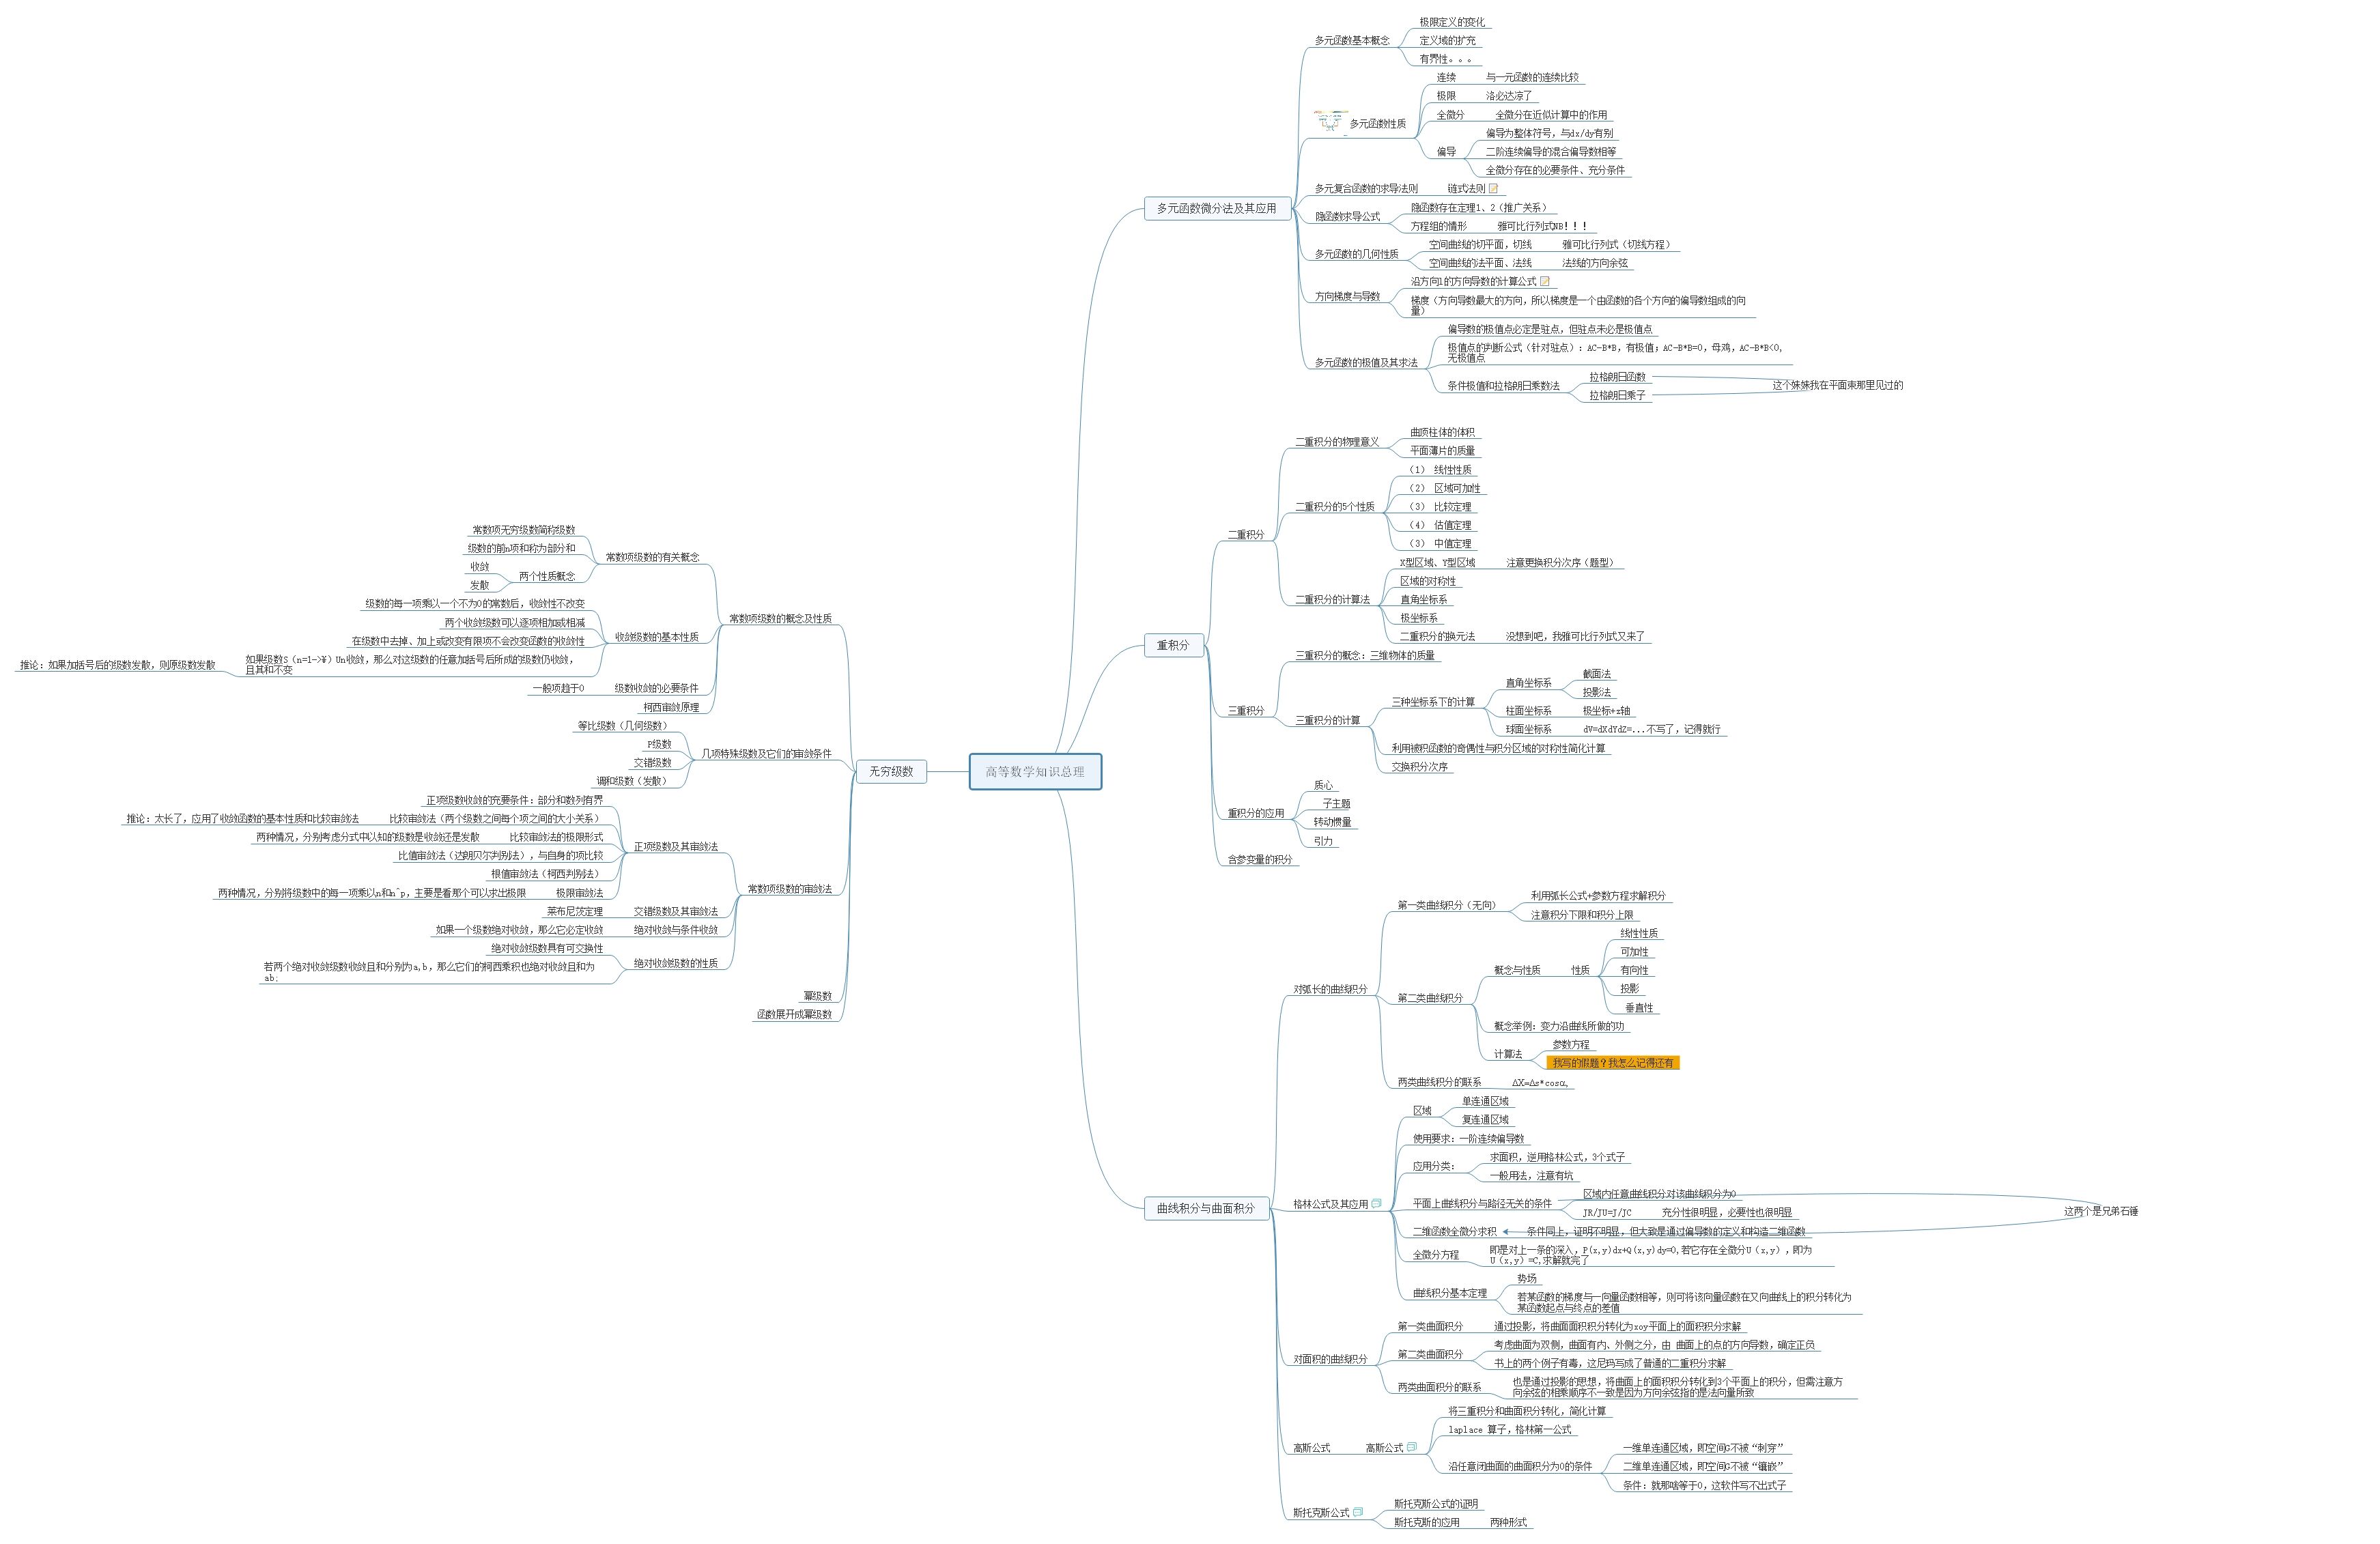 高等数学知识总理
多元函数微分法及其应用
多元函数基本概念
极限定义的变化
定义域的扩充
有界性。。。
多元函数性质
连续
与一元函数的连续比较
极限
洛必达凉了
全微分
全微分在近似计算中的作用
偏导
偏导为整体符号，与dx/dy有别
二阶连续偏导的混合偏导数相等
全微分存在的必要条件、充分条件
多元复合函数的求导法则
链式法则
隐函数求导公式
隐函数存在定理1、2（推广关系）
方程组的情形
雅可比行列式NB！！！
多元函数的几何性质
空间曲线的切平面，切线
雅可比行列式（切线方程）
空间曲线的法平面、法线
法线的方向余弦
方向梯度与导数
沿方向l的方向导数的计算公式
梯度（方向导数最大的方向，所以梯度是一个由函数的各个方向的偏导数组成的向
量）
多元函数的极值及其求法
偏导数的极值点必定是驻点，但驻点未必是极值点
极值点的判断公式（针对驻点）：AC-B*B，有极值；AC-B*B=0，母鸡，AC-B*B<0,
无极值点
条件极值和拉格朗日乘数法
拉格朗日函数
拉格朗日乘子
这个妹妹我在平面束那里见过的
重积分
二重积分
二重积分的物理意义
曲顶柱体的体积
平面薄片的质量
二重积分的5个性质
（1） 线性性质
（2） 区域可加性
（3） 比较定理
（4） 估值定理
（3） 中值定理
二重积分的计算法
X型区域、Y型区域
注意更换积分次序（题型）
区域的对称性
直角坐标系
极坐标系
二重积分的换元法
没想到吧，我雅可比行列式又来了
三重积分
三重积分的概念：三维物体的质量
三重积分的计算
三种坐标系下的计算
直角坐标系
截面法
投影法
柱面坐标系
极坐标+z轴
球面坐标系
dV=dXdYdZ=...不写了，记得就行
利用被积函数的奇偶性与积分区域的对称性简化计算
交换积分次序
重积分的应用
质心
子主题
转动惯量
引力
含参变量的积分
曲线积分与曲面积分
对弧长的曲线积分
第一类曲线积分（无向）
利用弧长公式+参数方程求解积分
注意积分下限和积分上限
第二类曲线积分
概念与性质
性质
线性性质
可加性
有向性
投影
垂直性
概念举例：变力沿曲线所做的功
计算法
参数方程
我写的假题？我怎么记得还有
两类曲线积分的联系
ΔX=Δs*cosα,
格林公式及其应用
区域
单连通区域
复连通区域
使用要求：一阶连续偏导数
应用分类：
求面积，逆用格林公式，3个式子
一般用法，注意有坑
平面上曲线积分与路径无关的条件
区域内任意曲线积分对该曲线积分为0
JR/JU=J/JC
充分性很明显，必要性也很明显
二维函数全微分求积
条件同上，证明不明显，但大致是通过偏导数的定义和构造二维函数
这两个是兄弟石锤
全微分方程
即是对上一条的深入，P(x,y)dx+Q(x,y)dy=0,若它存在全微分U（x,y），即为
U（x,y）=C,求解就完了
曲线积分基本定理
势场
若某函数的梯度与一向量函数相等，则可将该向量函数在又向曲线上的积分转化为
某函数起点与终点的差值
对面积的曲线积分
第一类曲面积分
通过投影，将曲面面积积分转化为xoy平面上的面积积分求解
第二类曲面积分
考虑曲面为双侧，曲面有内、外侧之分，由 曲面上的点的方向导数，确定正负
书上的两个例子有毒，这尼玛写成了普通的二重积分求解
两类曲面积分的联系
也是通过投影的思想，将曲面上的面积积分转化到3个平面上的积分，但需注意方
向余弦的相乘顺序不一致是因为方向余弦指的是法向量所致
高斯公式
高斯公式
将三重积分和曲面积分转化，简化计算
laplace 算子，格林第一公式
沿任意闭曲面的曲面积分为0的条件
一维单连通区域，即空间G不被“刺穿”
二维单连通区域，即空间G不被“镶嵌”
条件：就那啥等于0，这软件写不出式子
斯托克斯公式
斯托克斯公式的证明
斯托克斯的应用
两种形式
无穷级数
常数项级数的概念及性质
常数项级数的有关概念
常数项无穷级数简称级数
级数的前n项和称为部分和
两个性质概念
收敛
发散
收敛级数的基本性质
级数的每一项乘以一个不为0的常数后，收敛性不改变
两个收敛级数可以逐项相加或相减
在级数中去掉、加上或改变有限项不会改变函数的收敛性
如果级数S（n=1->¥）Un收敛，那么对这级数的任意加括号后所成的级数仍收敛，
且其和不变
推论：如果加括号后的级数发散，则原级数发散
级数收敛的必要条件
一般项趋于0
柯西审敛原理
几项特殊级数及它们的审敛条件
等比级数（几何级数）
P级数
交错级数
调和级数（发散）
常数项级数的审敛法
正项级数及其审敛法
正项级数收敛的充要条件：部分和数列有界
比较审敛法（两个级数之间每个项之间的大小关系）
推论：太长了，应用了收敛函数的基本性质和比较审敛法
比较审敛法的极限形式
两种情况，分别考虑分式中以知的级数是收敛还是发散
比值审敛法（达朗贝尔判别法），与自身的项比较
根值审敛法（柯西判别法）
极限审敛法
两种情况，分别将级数中的每一项乘以n和n^p，主要是看那个可以求出极限
交错级数及其审敛法
莱布尼茨定理
绝对收敛与条件收敛
如果一个级数绝对收敛，那么它必定收敛
绝对收敛级数的性质
绝对收敛级数具有可交换性
若两个绝对收敛级数收敛且和分别为a,b，那么它们的柯西乘积也绝对收敛且和为
ab;
幂级数
函数展开成幂级数